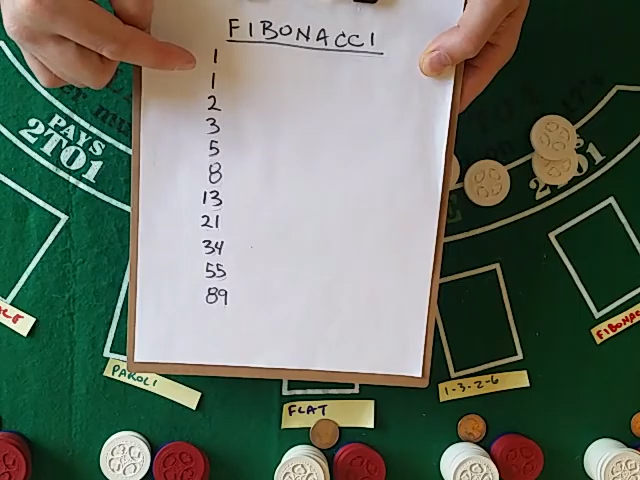 FIBONACCI
1
1
2
3
5
8
13
21
34
55
89
PAYS
2TO1
PAROLI
FLAT
1-3-2-6